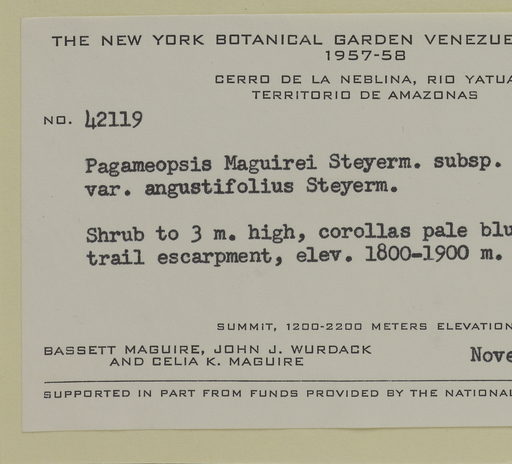 THE NEW YORK BOTANICAL GARDEN VENEZUE
1957-58
CERRO DE LA NEBLINA, RIO YATUA
TERRITORIO DE AMAZONAS
NO. 42119
Pagameopsis Maguirei Steyerm. subsp.
var. angustifolius Steyerm.
Shrub to 3 m. high, corollas pale blu
trail escarpment, elev. 1800-1900 m.
SUMMIT, 1200-2200 METERS ELEVATION
BASSETT MAGUIRE, JOHN J. WURDACK
AND CELIA K. MAGUIRE
Nove
SUPPORTED IN PART FROM FUNDS PROVIDED BY THE NATIONAL